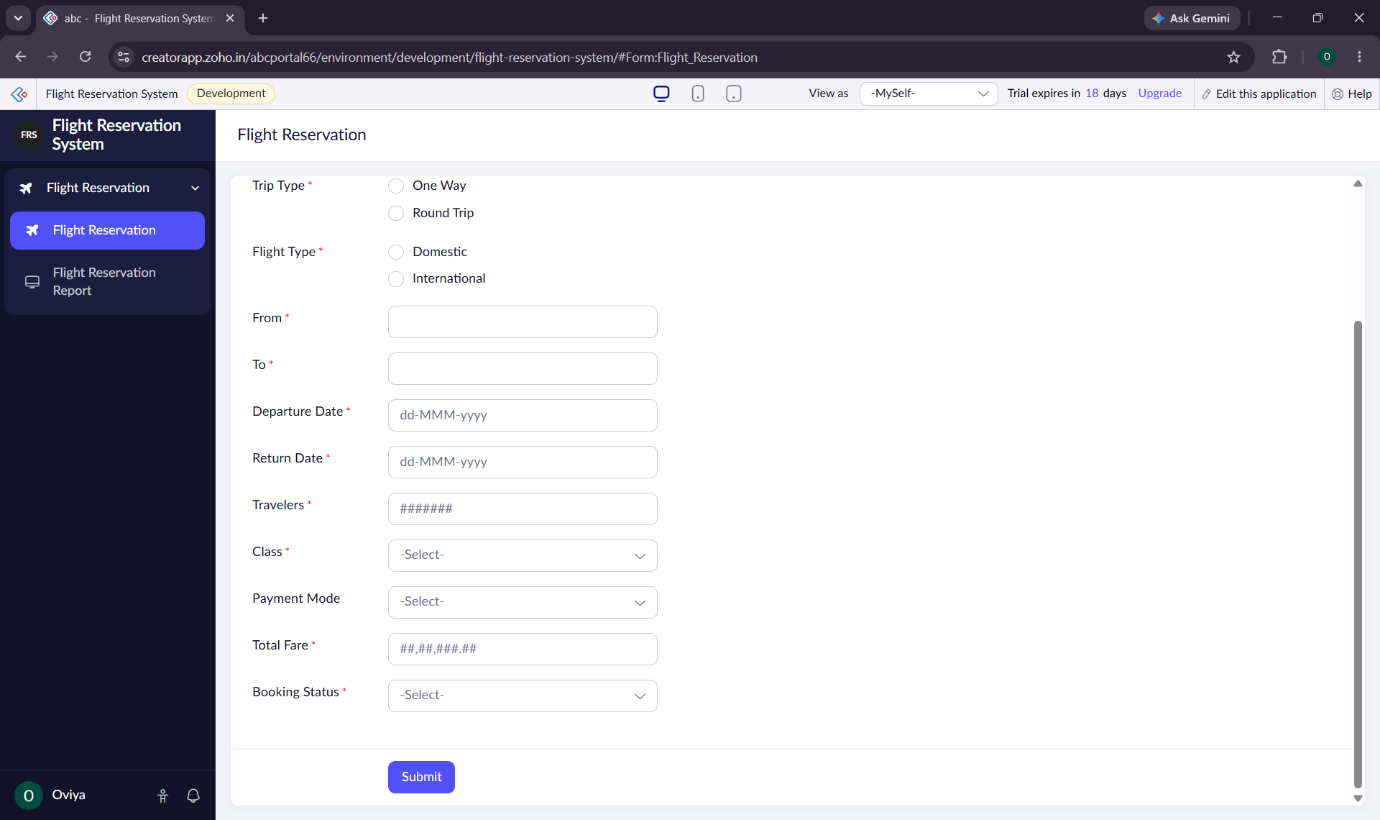 abc - Flight Reservation System
Ask Gemini
creatorapp.zoho.in/abcportal66/environment/development/flight-reservation-system/#Form:Flight_Reservation
O
Flight Reservation System
Development
View as
-MySelf-
Trial expires in 18 days
Upgrade
Edit this application
Help
FRS
Flight Reservation
System
Flight Reservation
Flight Reservation
Flight Reservation
Report
Flight Reservation
Trip Type *
One Way
Round Trip
Flight Type *
Domestic
International
From *
To *
Departure Date *
dd-MMM-yyyy
Return Date *
dd-MMM-yyyy
Travelers *
#######
Class *
-Select-
Payment Mode
-Select-
Total Fare *
##,##,###.##
Booking Status *
-Select-
Submit
O
Oviya